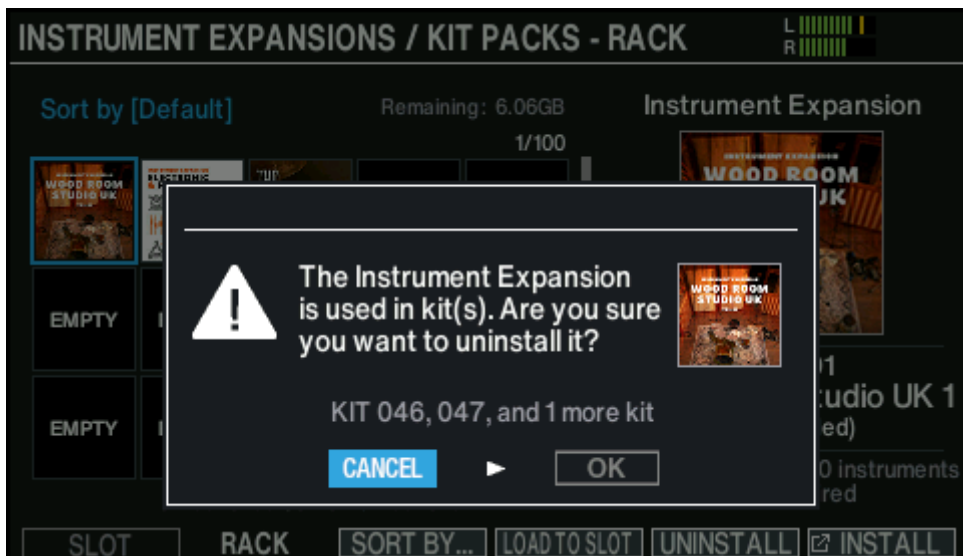 INSTRUMENT EXPANSIONS / KIT PACKS - RACK
L
R
Sort by [Default]
Remaining: 6.06GB
Instrument Expansion
1/100
WOOD ROOM
STUDIO UK
ELECTRONIC
INSTRUMENT EXPANSION
WOOD ROOM
UK
The Instrument Expansion
is used in kit(s). Are you sure
you want to uninstall it?
WOOD ROOM
STUDIO UK
EMPTY
KIT 046, 047, and 1 more kit
udio UK 1
EMPTY
ed)
CANCEL
OK
0 instruments
red
SLOT
RACK
SORT BY...
LOAD TO SLOT
UNINSTALL
INSTALL